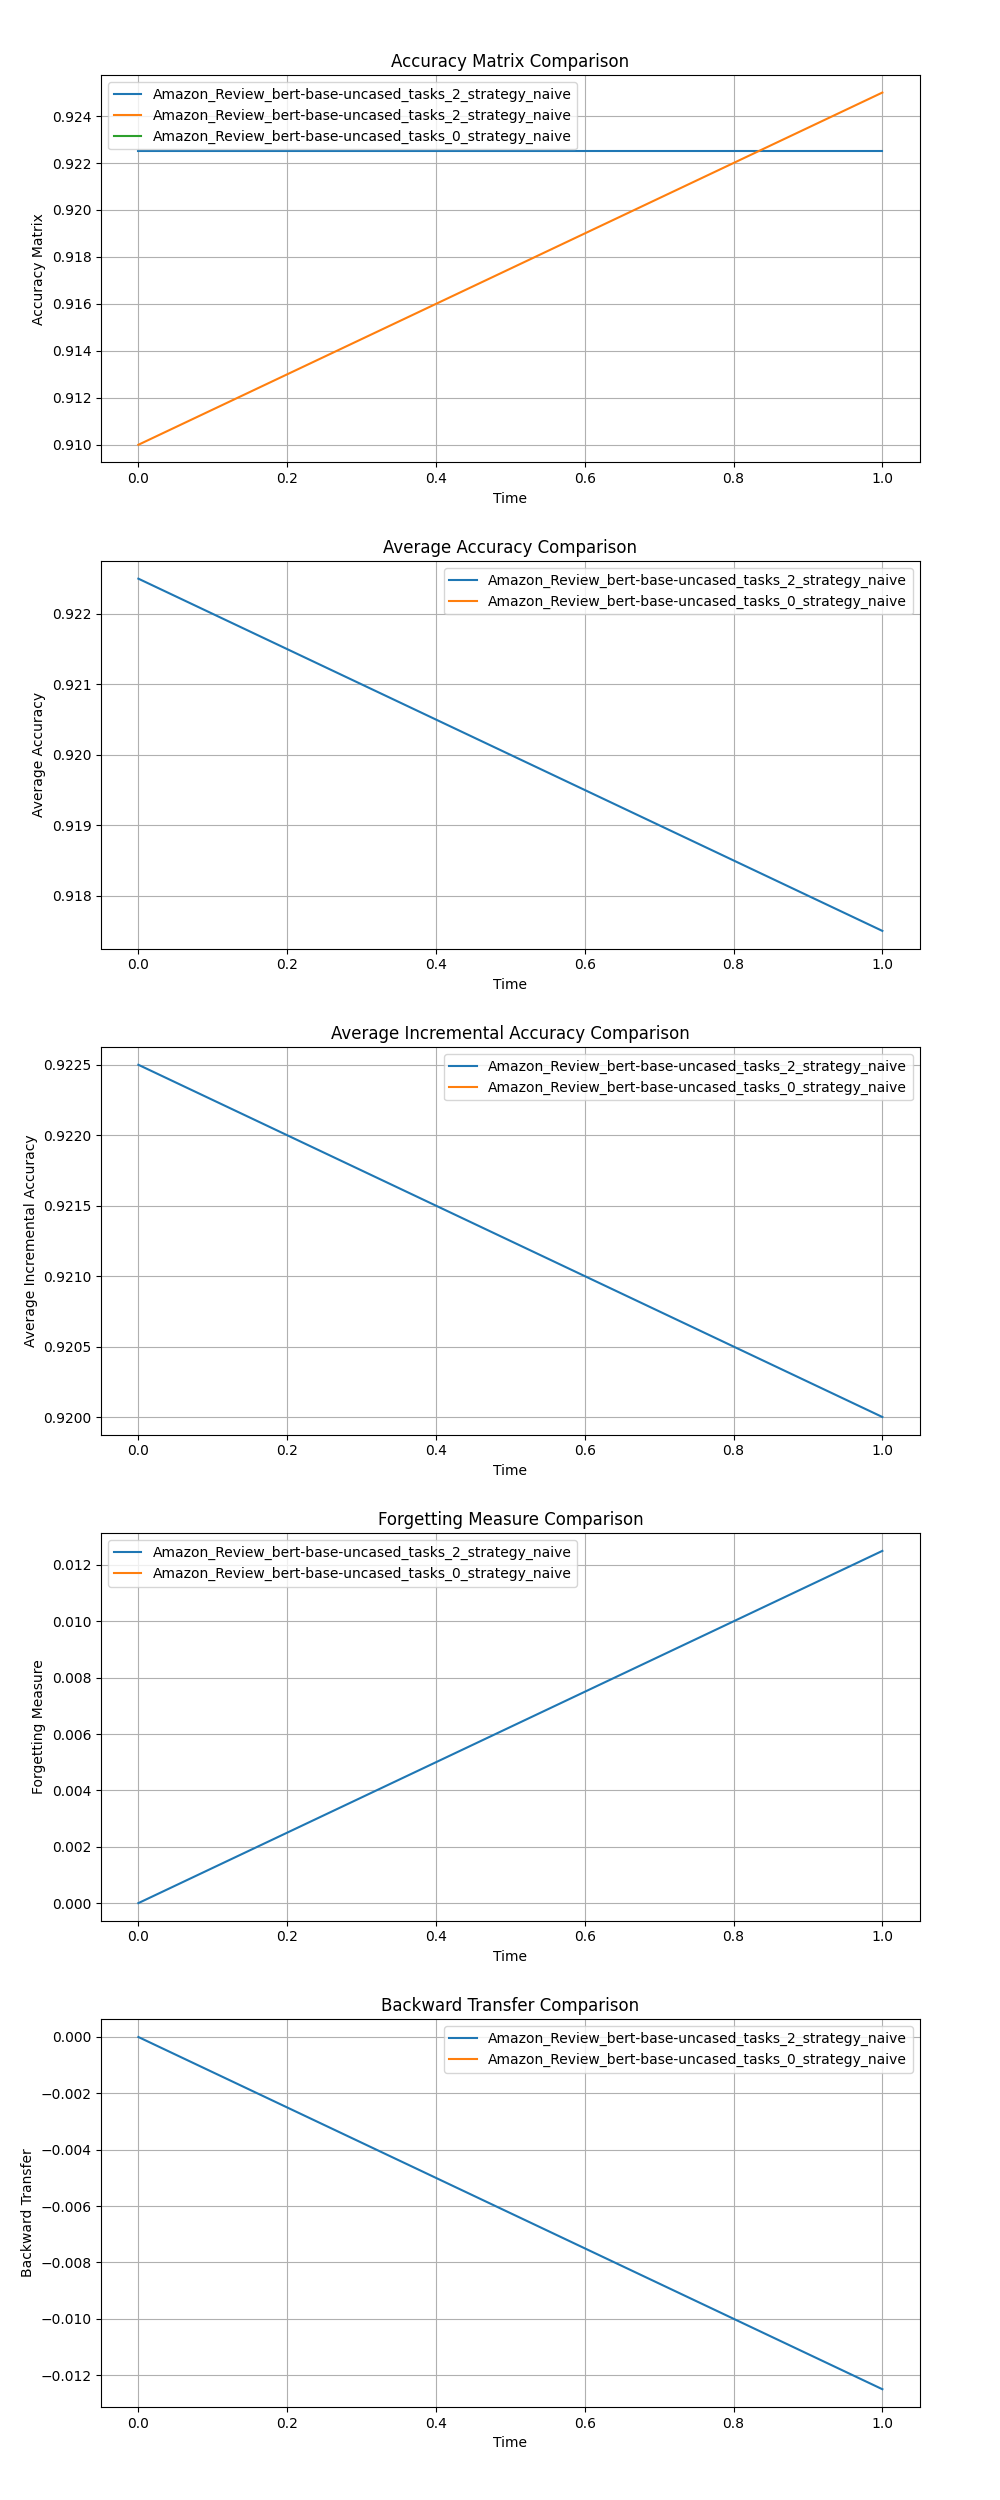 Accuracy Matrix Comparison
Amazon_Review_bert-base-uncased_tasks_2_strategy_naive
Amazon_Review_bert-base-uncased_tasks_2_strategy_naive
Amazon_Review_bert-base-uncased_tasks_0_strategy_naive
0.924
0.922
0.920
0.918
0.916
0.914
0.912
0.910
Accuracy Matrix
0.0 0.2 0.4 0.6 0.8 1.0
Time
Average Accuracy Comparison
Amazon_Review_bert-base-uncased_tasks_2_strategy_naive
Amazon_Review_bert-base-uncased_tasks_0_strategy_naive
0.922
0.921
0.920
0.919
0.918
Average Accuracy
0.0 0.2 0.4 0.6 0.8 1.0
Time
Average Incremental Accuracy Comparison
Amazon_Review_bert-base-uncased_tasks_2_strategy_naive
Amazon_Review_bert-base-uncased_tasks_0_strategy_naive
0.9225
0.9220
0.9215
0.9210
0.9205
0.9200
Average Incremental Accuracy
0.0 0.2 0.4 0.6 0.8 1.0
Time
Forgetting Measure Comparison
Amazon_Review_bert-base-uncased_tasks_2_strategy_naive
Amazon_Review_bert-base-uncased_tasks_0_strategy_naive
0.012
0.010
0.008
0.006
0.004
0.002
0.000
Forgetting Measure
0.0 0.2 0.4 0.6 0.8 1.0
Time
Backward Transfer Comparison
Amazon_Review_bert-base-uncased_tasks_2_strategy_naive
Amazon_Review_bert-base-uncased_tasks_0_strategy_naive
0.000
−0.002
−0.004
−0.006
−0.008
−0.010
−0.012
Backward Transfer
0.0 0.2 0.4 0.6 0.8 1.0
Time